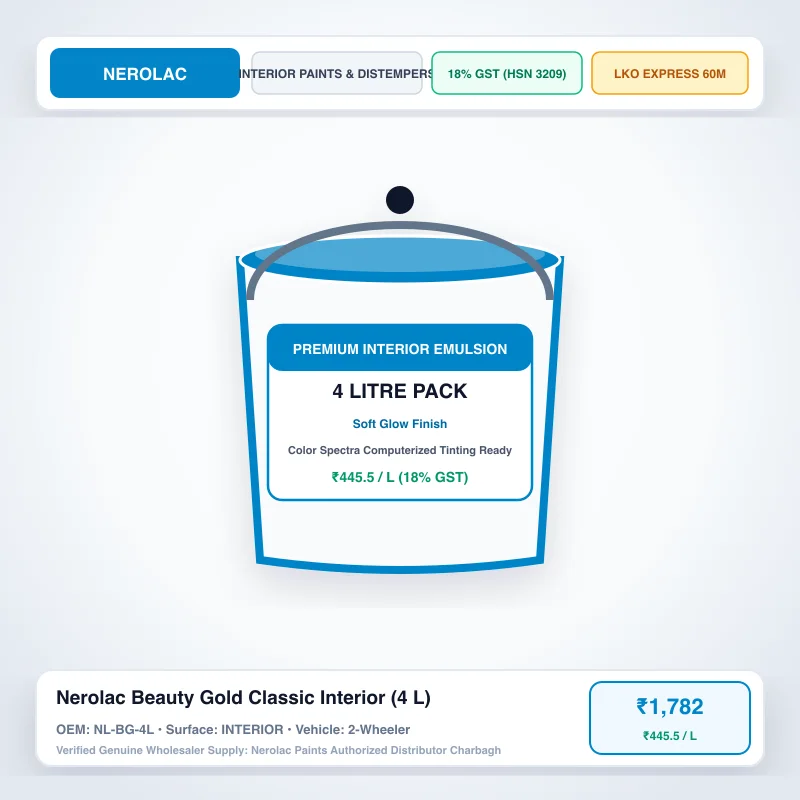 NEROLAC
INTERIOR PAINTS & DISTEMPERS
18% GST (HSN 3209)
LKO EXPRESS 60M
PREMIUM INTERIOR EMULSION
4 LITRE PACK
Soft Glow Finish
Color Spectra Computerized Tinting Ready
₹445.5 / L (18% GST)
Nerolac Beauty Gold Classic Interior (4 L)
OEM: NL-BG-4L • Surface: INTERIOR • Vehicle: 2-Wheeler
Verified Genuine Wholesaler Supply: Nerolac Paints Authorized Distributor Charbagh
₹1,782
₹445.5 / L